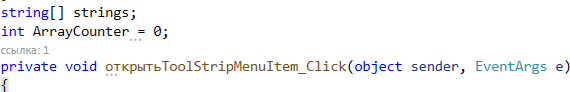 string[] strings;
int ArrayCounter = 0;
ссылка: 1
private void открытьToolStripMenuItem_Click(object sender, EventArgs e)
{